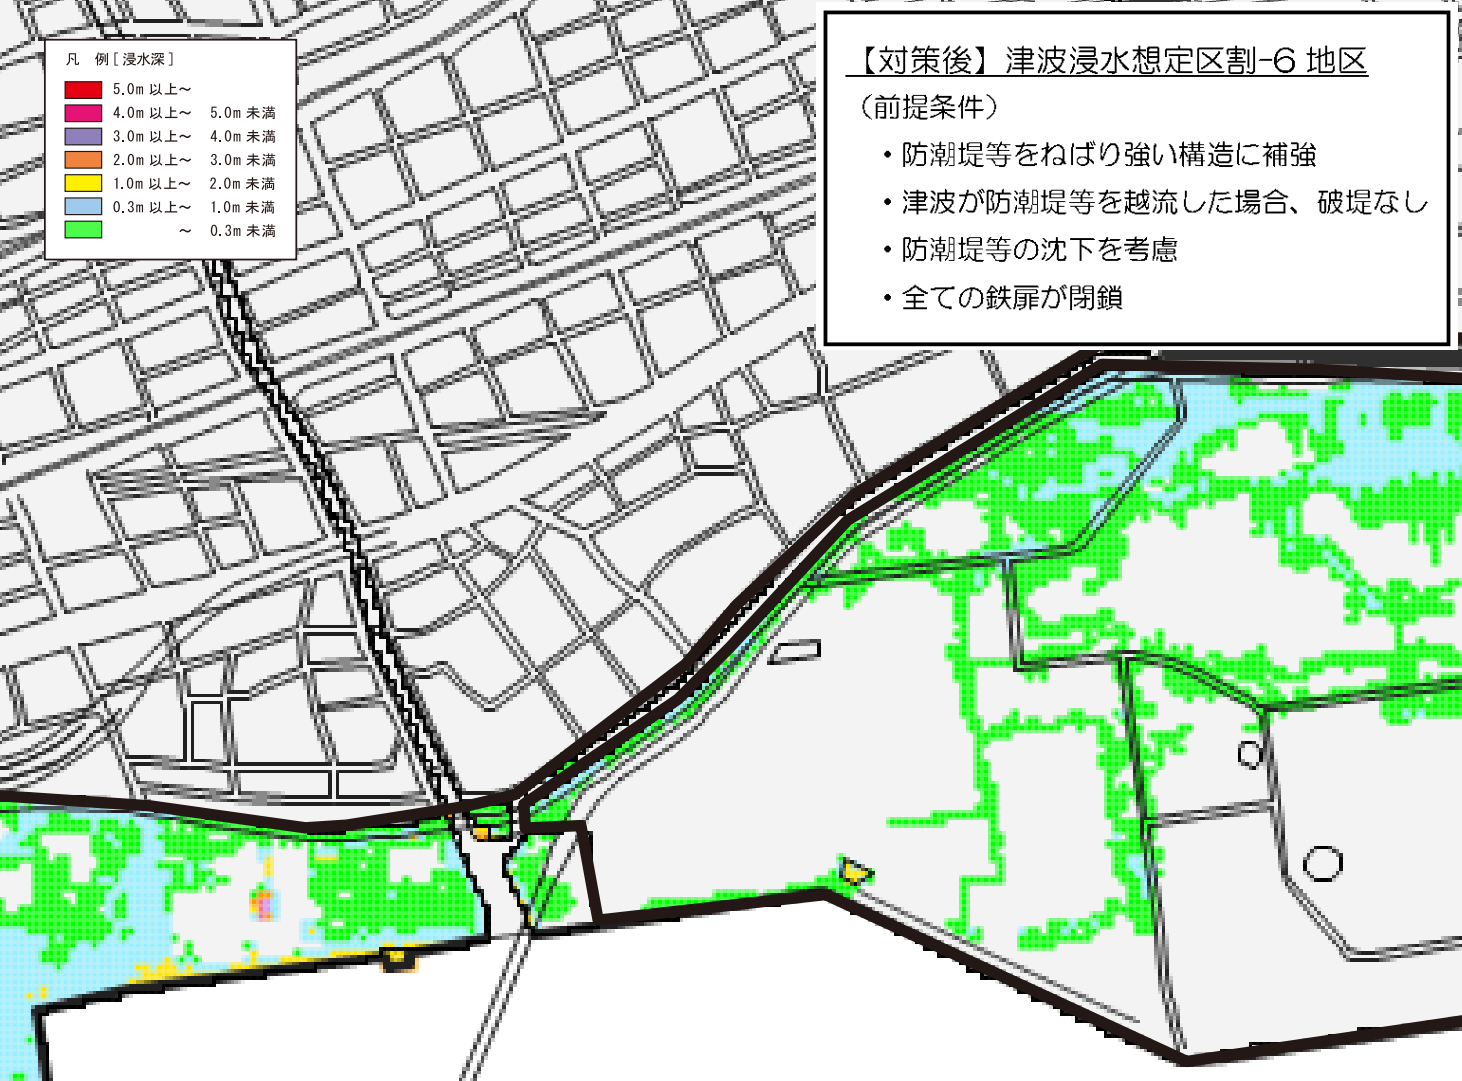 凡 例[浸水深]
5.0m 以上～
4.0m 以上～ 5.0m 未満
3.0m 以上～ 4.0m 未満
2.0m 以上～ 3.0m 未満
1.0m 以上～ 2.0m 未満
0.3m 以上～ 1.0m 未満
～ 0.3m 未満
【対策後】津波浸水想定区割-6 地区
（前提条件）
・防潮堤等をねばり強い構造に補強
・津波が防潮堤等を越流した場合、破堤なし
・防潮堤等の沈下を考慮
・全ての鉄扉が閉鎖